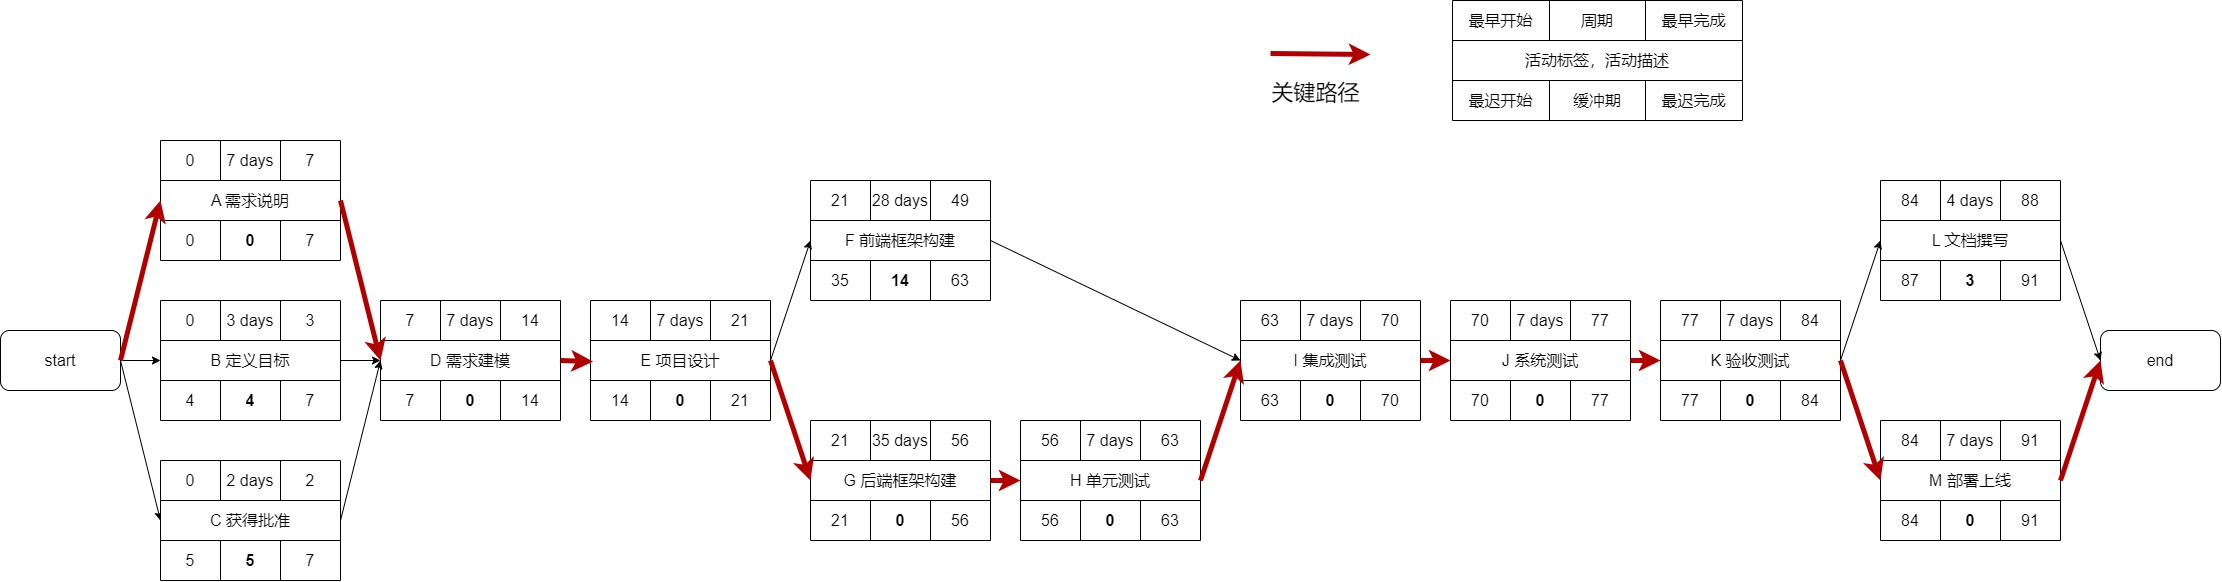 最早开始 周期 最早完成
活动标签，活动描述
最迟开始 缓冲期 最迟完成
关键路径
start
0 7 days 7
A 需求说明
0 0 7
0 3 days 3
B 定义目标
4 4 7
0 2 days 2
C 获得批准
5 5 7
7 7 days 14
D 需求建模
7 0 14
14 7 days 21
E 项目设计
14 0 21
21 28 days 49
F 前端框架构建
35 14 63
21 35 days 56
G 后端框架构建
21 0 56
56 7 days 63
H 单元测试
56 0 63
63 7 days 70
I 集成测试
63 0 70
70 7 days 77
J 系统测试
70 0 77
77 7 days 84
K 验收测试
77 0 84
84 4 days 88
L 文档撰写
87 3 91
84 7 days 91
M 部署上线
84 0 91
end